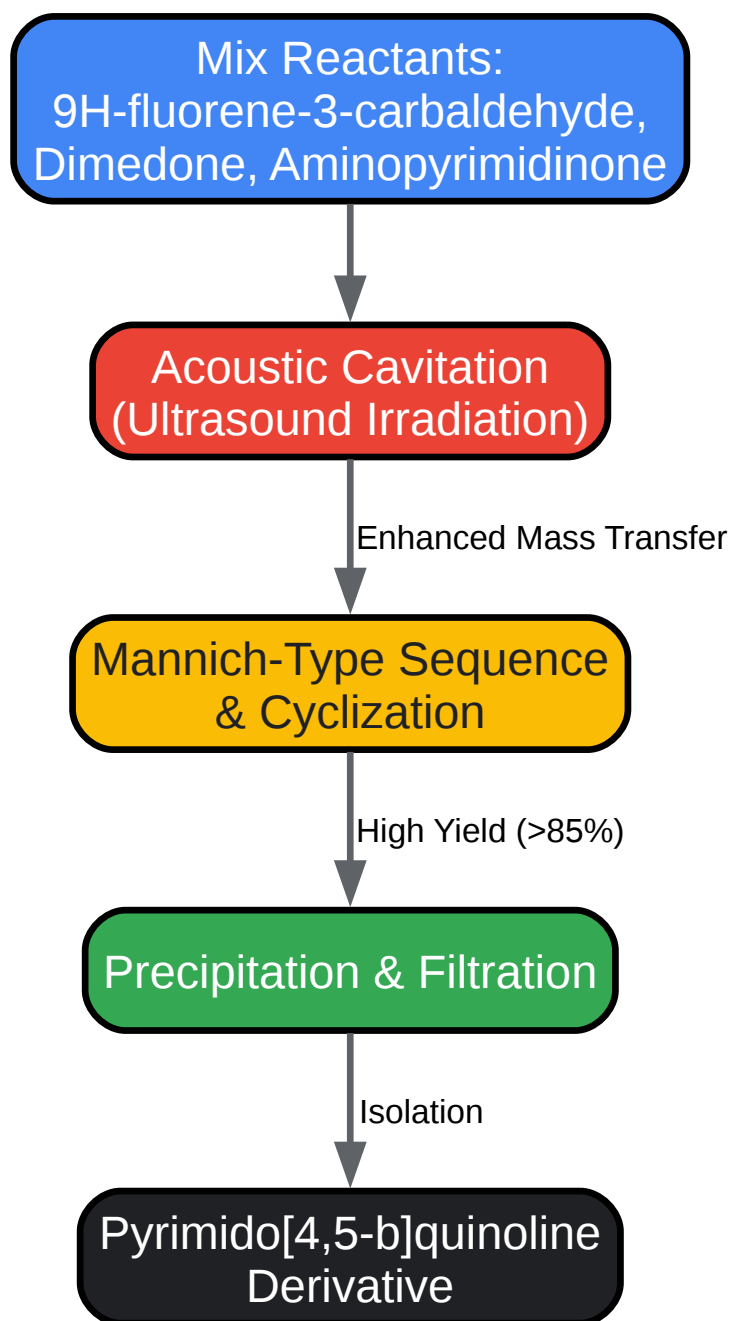 Mix Reactants:
9H-fluorene-3-carbaldehyde,
Dimedone, Aminopyrimidinone
Acoustic Cavitation
(Ultrasound Irradiation)
Enhanced Mass Transfer
Mannich-Type Sequence
& Cyclization
High Yield (>85%)
Precipitation & Filtration
Isolation
Pyrimido[4,5-b]quinoline
Derivative